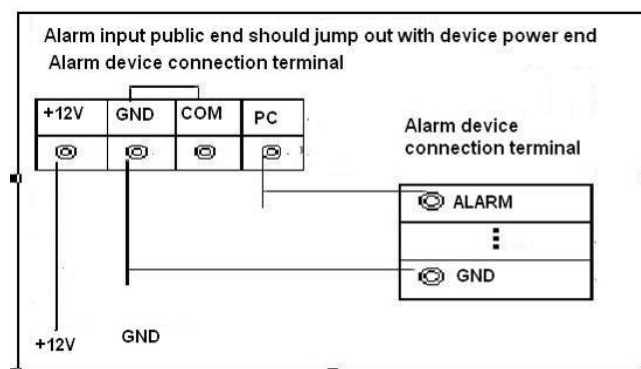 Alarm input public end should jump out with device power end
Alarm device connection terminal
+12V GND COM PC
Alarm device
connection terminal
ALARM
GND
+12V GND